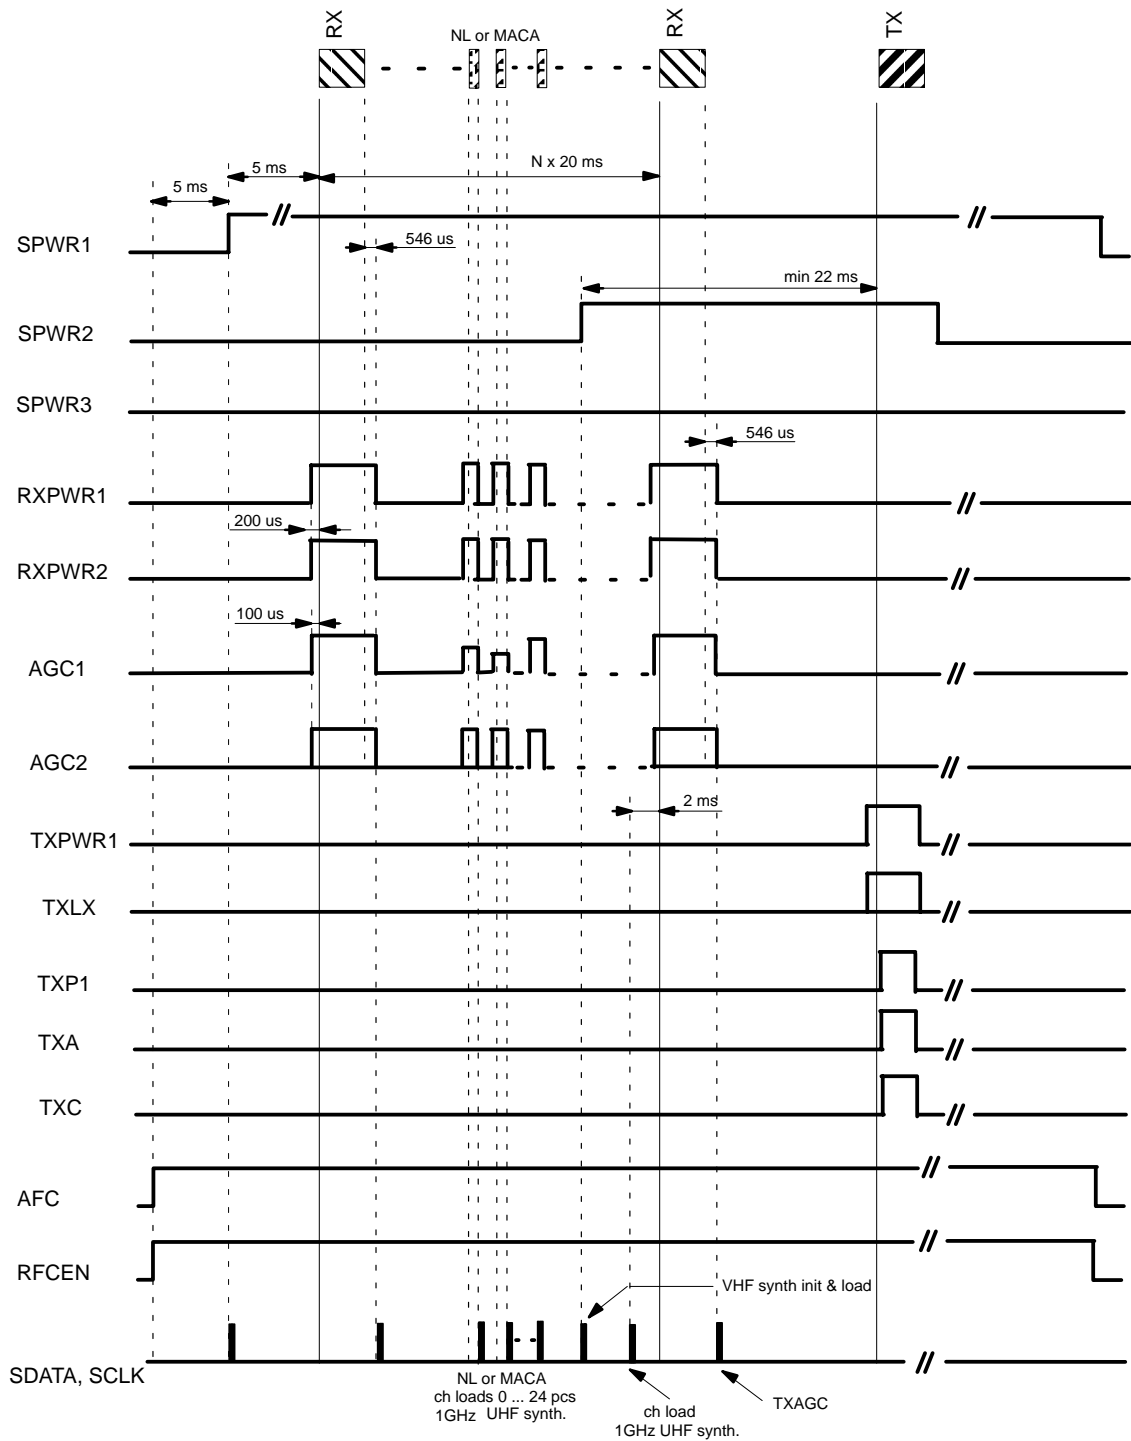 RX
NL or MACA
RX
TX
5 ms
N x 20 ms
5 ms
SPWR1
546 us
min 22 ms
SPWR2
SPWR3
546 us
RXPWR1
200 us
RXPWR2
100 us
AGC1
AGC2
2 ms
TXPWR1
TXLX
TXP1
TXA
TXC
AFC
RFCEN
VHF synth init & load
SDATA, SCLK
NL or MACA
ch loads 0 ... 24 pcs
1GHz UHF synth.
TXAGC
ch load
1GHz UHF synth.